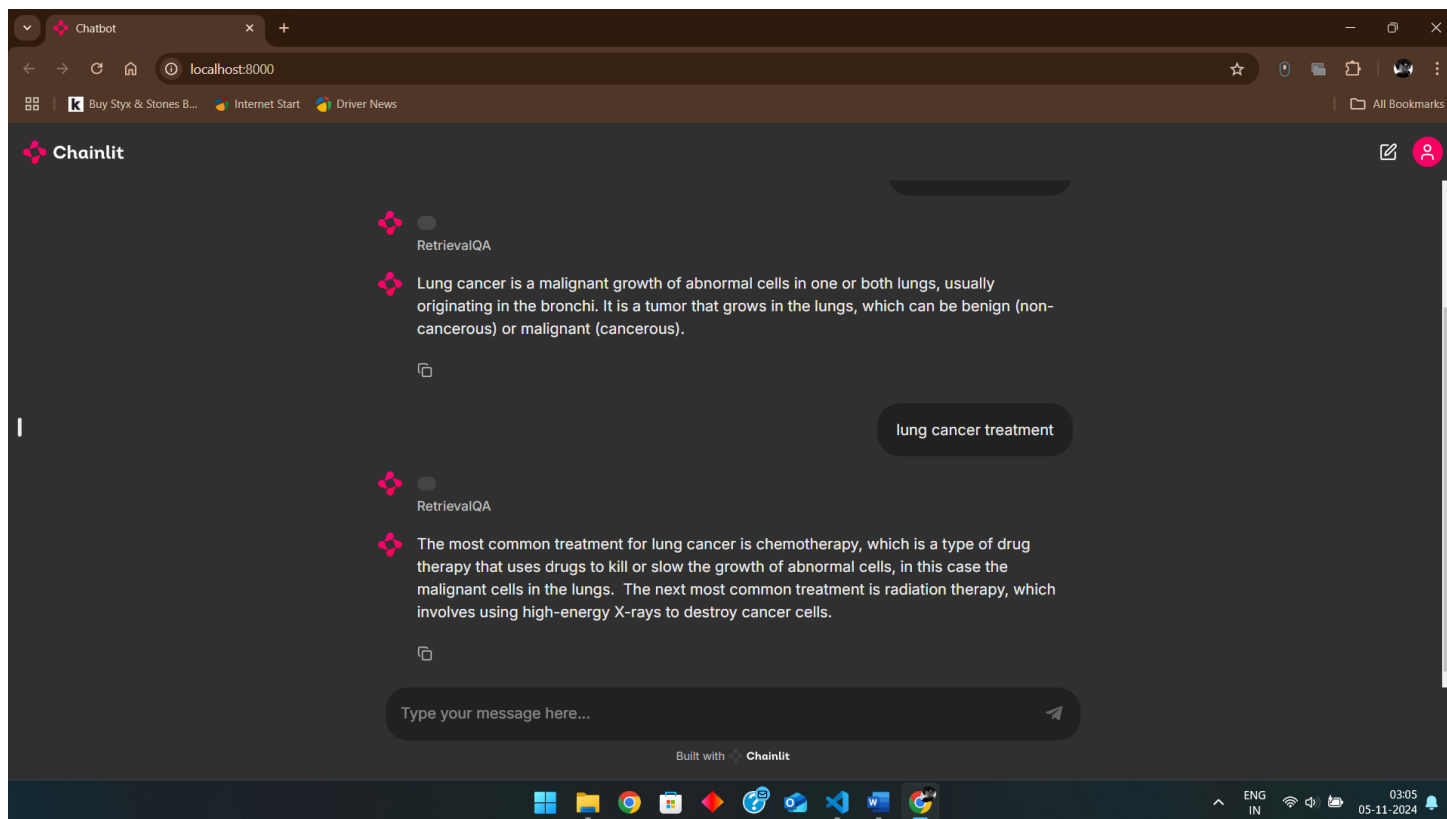 Chatbot
localhost:8000
Buy Styx & Stones B...
Internet Start
Driver News
All Bookmarks
Chainlit
RetrievalQA
Lung cancer is a malignant growth of abnormal cells in one or both lungs, usually
originating in the bronchi. It is a tumor that grows in the lungs, which can be benign (non-
cancerous) or malignant (cancerous).
lung cancer treatment
RetrievalQA
The most common treatment for lung cancer is chemotherapy, which is a type of drug
therapy that uses drugs to kill or slow the growth of abnormal cells, in this case the
malignant cells in the lungs.  The next most common treatment is radiation therapy, which
involves using high-energy X-rays to destroy cancer cells.
Type your message here...
Built with Chainlit
ENG
IN
03:05
05-11-2024